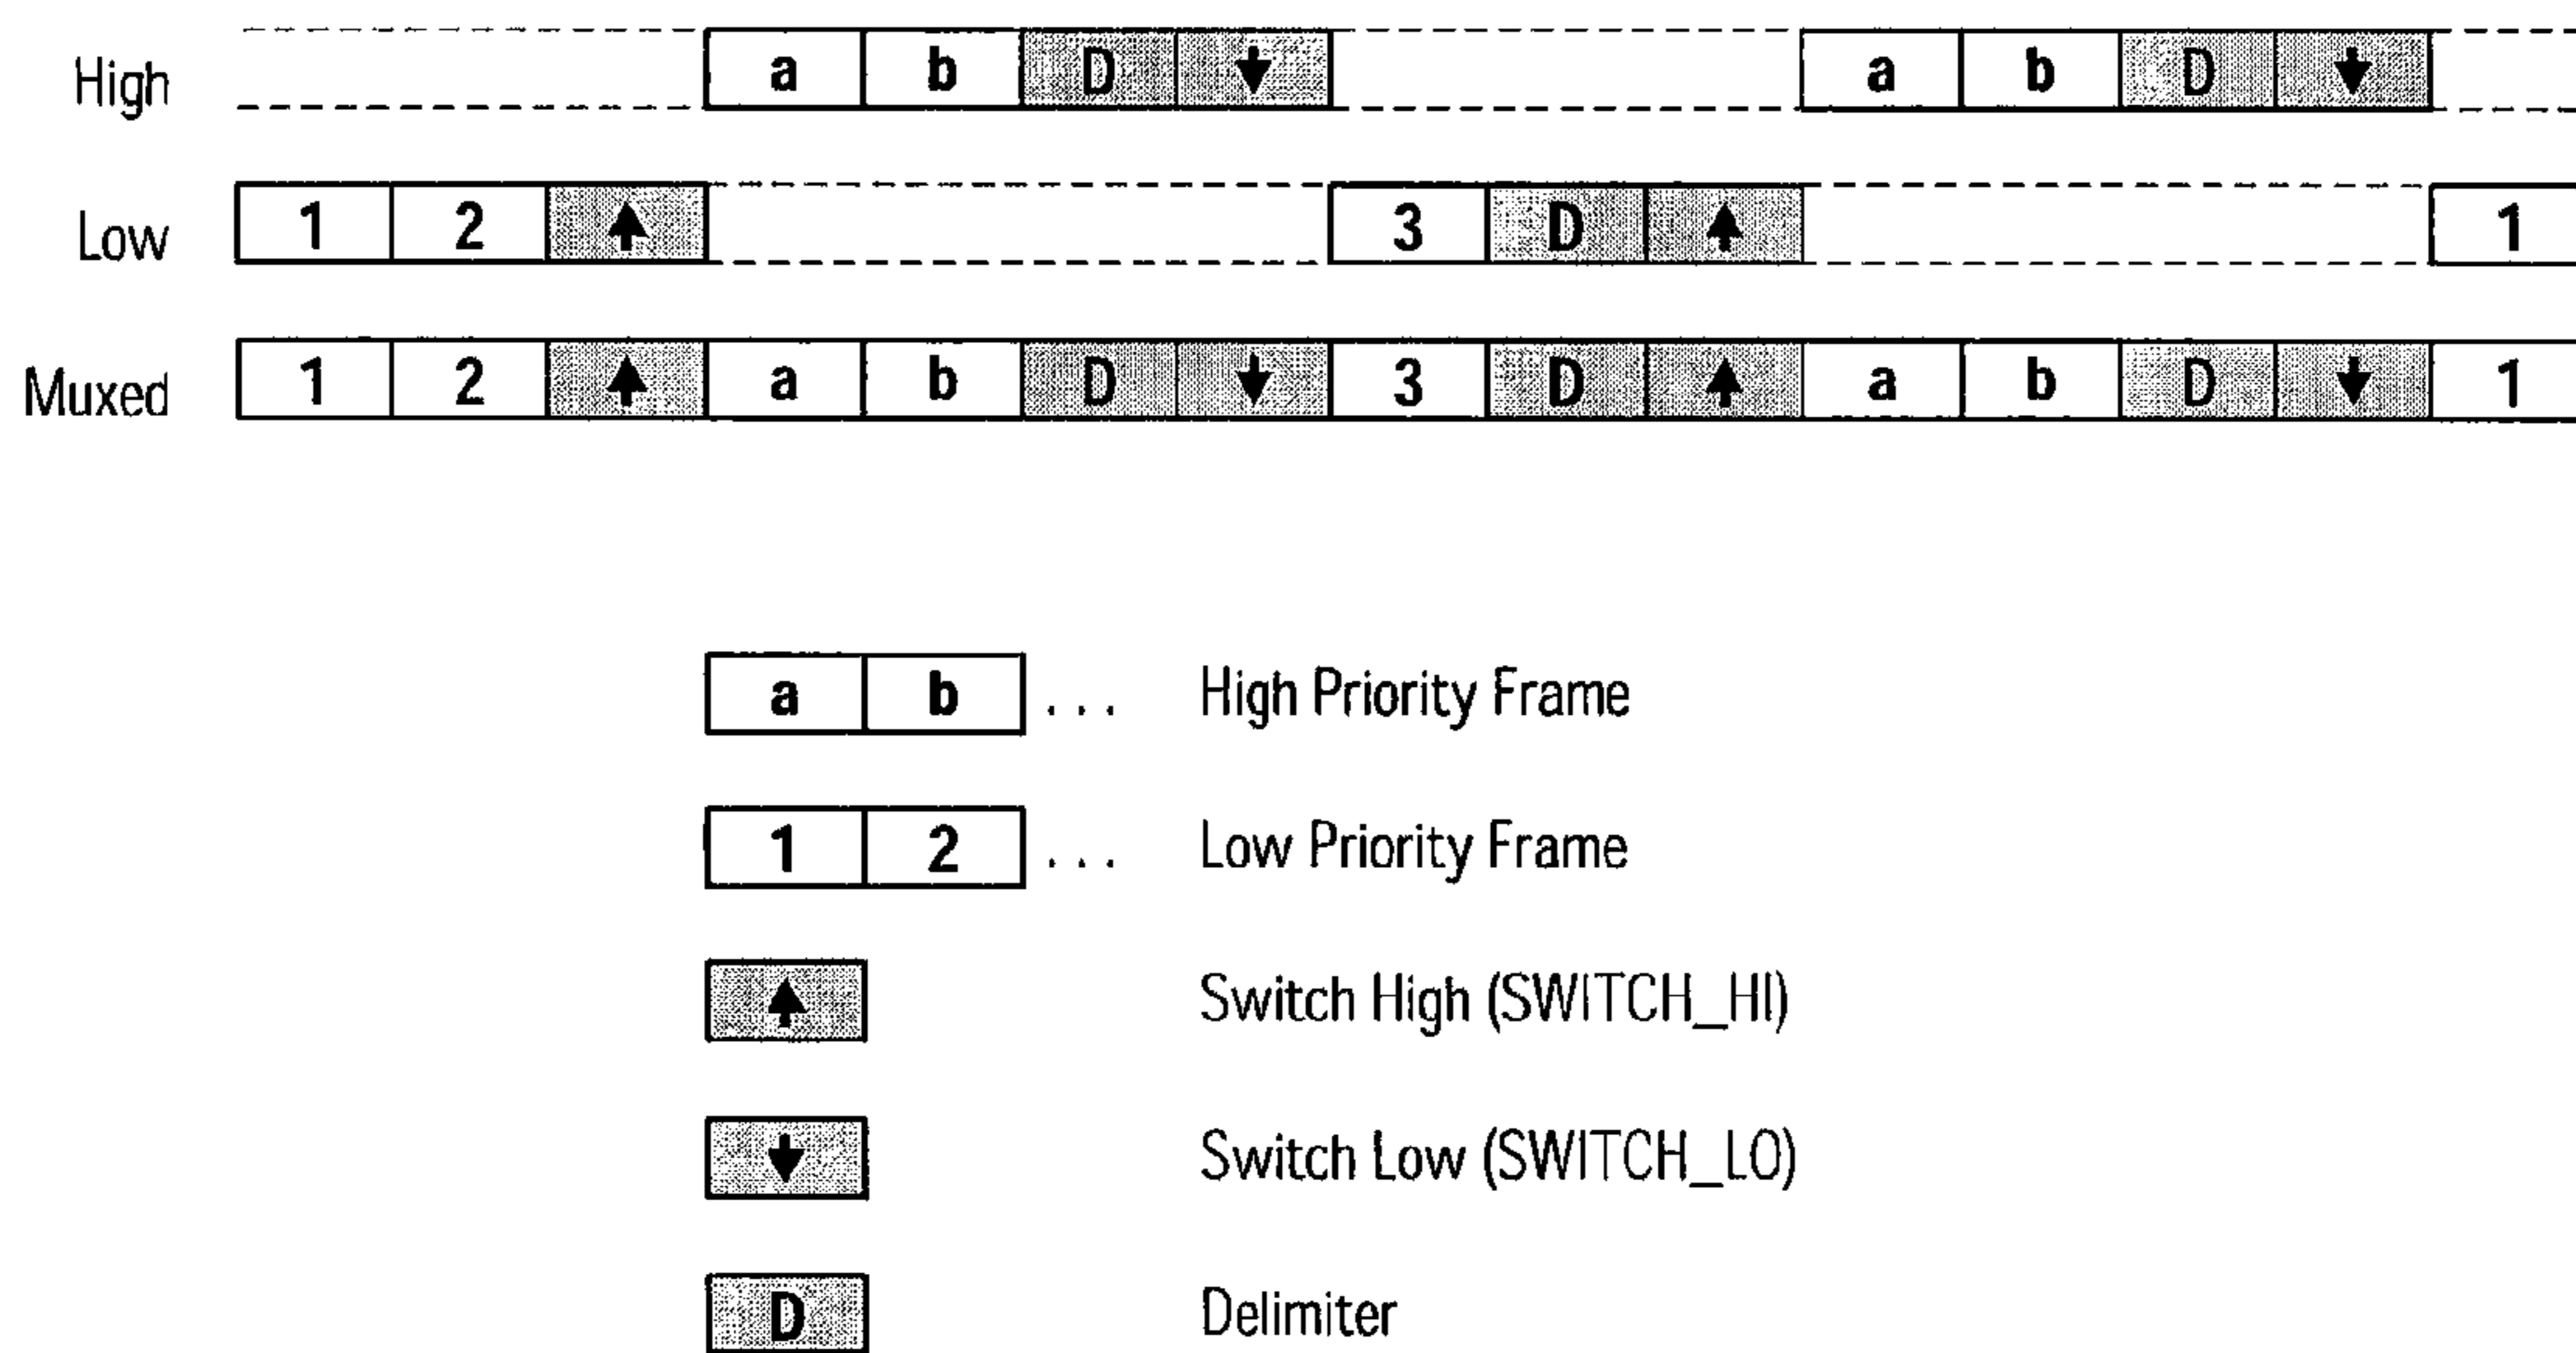 High a b D ↓ a b D ↓
Low 1 2 ↑ 3 D ↑ 1
Muxed 1 2 ↑ a b D ↓ 3 D ↑ a b D ↓ 1
a b ... High Priority Frame
1 2 ... Low Priority Frame
↑ Switch High (SWITCH_HI)
↓ Switch Low (SWITCH_LO)
D Delimiter